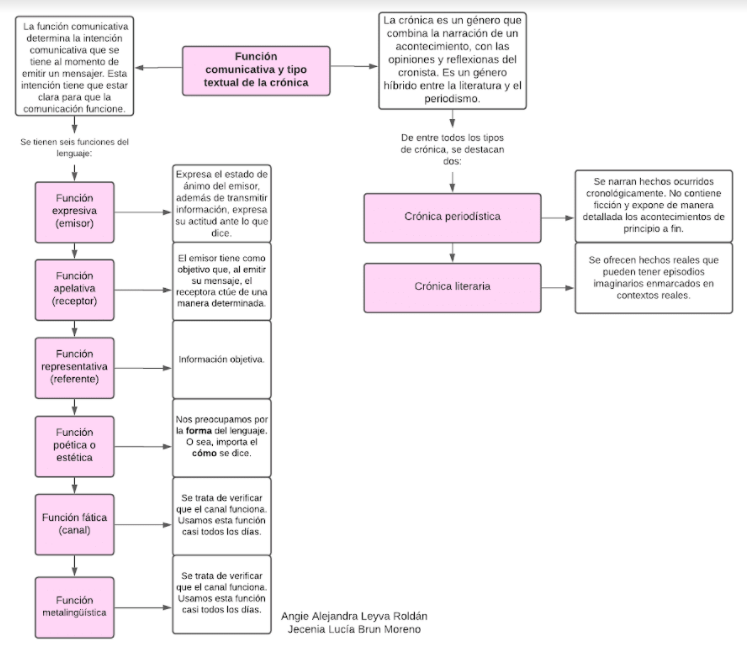 La función comunicativa
determina la intención
comunicativa que se
tiene al momento de
emitir un mensajer. Esta
intención tiene que estar
clara para que la
comunicación funcione.
Función
comunicativa y tipo
textual de la crónica
La crónica es un género que
combina la narración de un
acontecimiento, con las
opiniones y reflexiones del
cronista. Es un género
híbrido entre la literatura y el
periodismo.
Se tienen seis funciones del
lenguaje:
Función
expresiva
(emisor)
Expresa el estado de
ánimo del emisor,
además de transmitir
información, expresa
su actitud ante lo que
dice.
Función
apelativa
(receptor)
El emisor tiene como
objetivo que, al emitir
su mensaje, el
receptora ctúe de una
manera determinada.
Función
representativa
(referente)
Información objetiva.
Función
poética o
estética
Nos preocupamos por
la forma del lenguaje.
O sea, importa el
cómo se dice.
Función fática
(canal)
Se trata de verificar
que el canal funciona.
Usamos esta función
casi todos los días.
Función
metalingüística
Se trata de verificar
que el canal funciona.
Usamos esta función
casi todos los días.
De entre todos los tipos
de crónica, se destacan
dos:
Crónica periodística
Se narran hechos ocurridos
cronológicamente. No contiene
ficción y expone de manera
detallada los acontecimientos de
principio a fin.
Crónica literaria
Se ofrecen hechos reales que
pueden tener episodios
imaginarios enmarcados en
contextos reales.
Angie Alejandra Leyva Roldán
Jecenia Lucía Brun Moreno